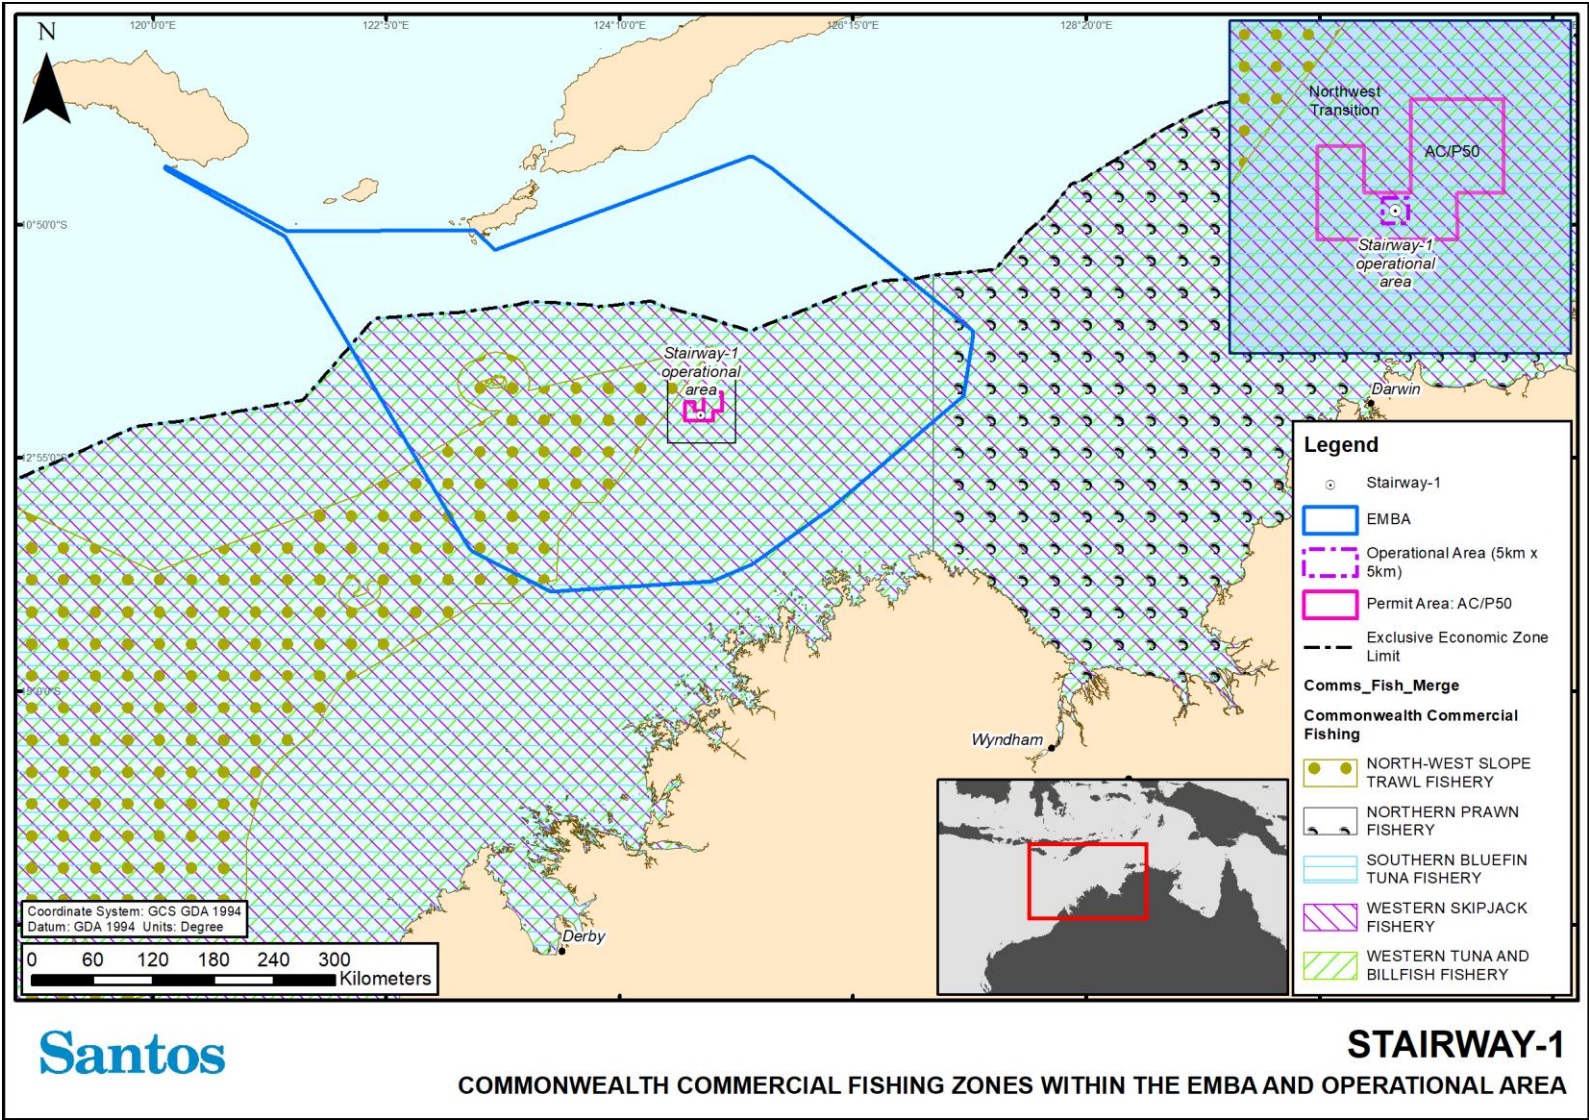 120°0'0"E
122°5'0"E
124°10'0"E
126°15'0"E
128°20'0"E
N
Northwest
Transition
AC/P50
Stairway-1
operational
area
10°50'0"S
Stairway-1
operational
area
Darwin
12°55'0"S
Wyndham
Derby
Legend
Stairway-1
EMBA
Operational Area (5km x
5km)
Permit Area: AC/P50
Exclusive Economic Zone
Limit
Comms_Fish_Merge
Commonwealth Commercial
Fishing
NORTH-WEST SLOPE
TRAWL FISHERY
NORTHERN PRAWN
FISHERY
SOUTHERN BLUEFIN
TUNA FISHERY
WESTERN SKIPJACK
FISHERY
WESTERN TUNA AND
BILLFISH FISHERY
Coordinate System: GCS GDA 1994
Datum: GDA 1994 Units: Degree
0 60 120 180 240 300
Kilometers
Santos
STAIRWAY-1
COMMONWEALTH COMMERCIAL FISHING ZONES WITHIN THE EMBA AND OPERATIONAL AREA